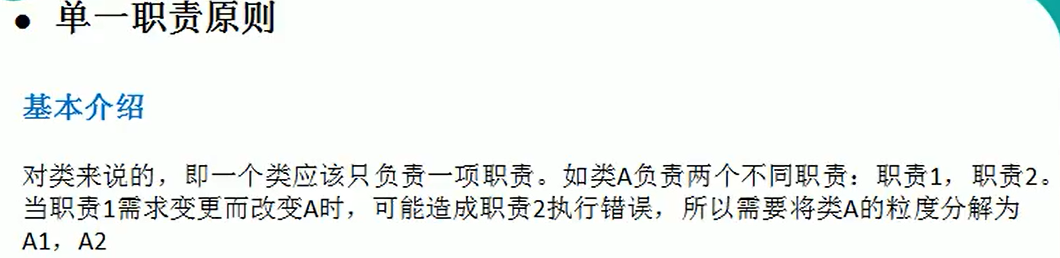 ● 单一职责原则
基本介绍
对类来说的，即一个类应该只负责一项职责。如类A负责两个不同职责：职责1，职责2。
当职责1需求变更而改变A时，可能造成职责2执行错误，所以需要将类A的粒度分解为
A1，A2